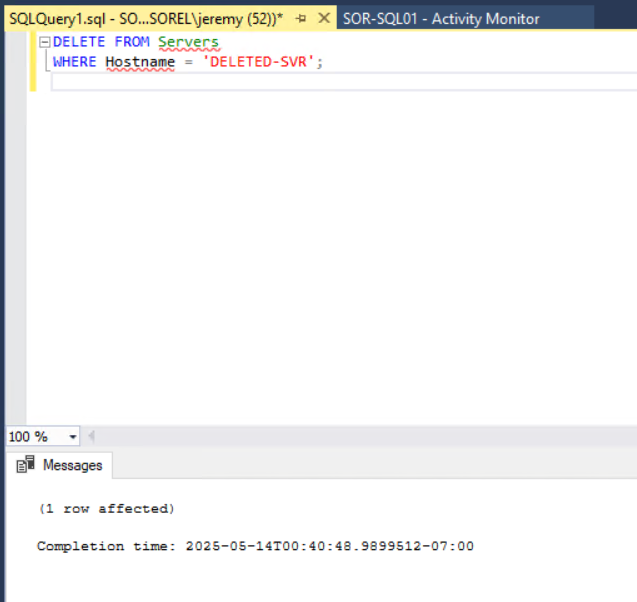 SQLQuery1.sql - SO...SOREL\jeremy (52))* SOR-SQL01 - Activity Monitor
DELETE FROM Servers
WHERE Hostname = 'DELETED-SVR';
100 %
Messages
(1 row affected)
Completion time: 2025-05-14T00:40:48.9899512-07:00